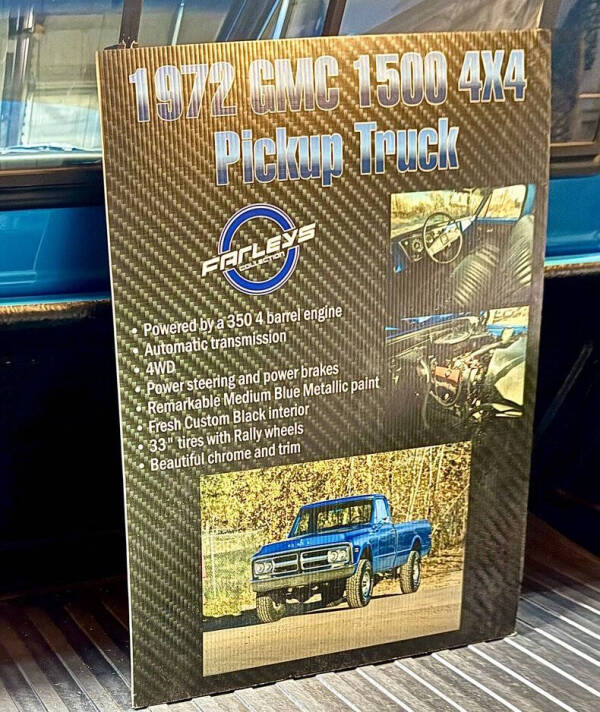 1972 GMC 1500 4X4
Pickup Truck
FARLEYS
COLLECTION
• Powered by a 350 4 barrel engine
• Automatic transmission
• 4WD
• Power steering and power brakes
• Remarkable Medium Blue Metallic paint
• Fresh Custom Black interior
• 33" tires with Rally wheels
• Beautiful chrome and trim